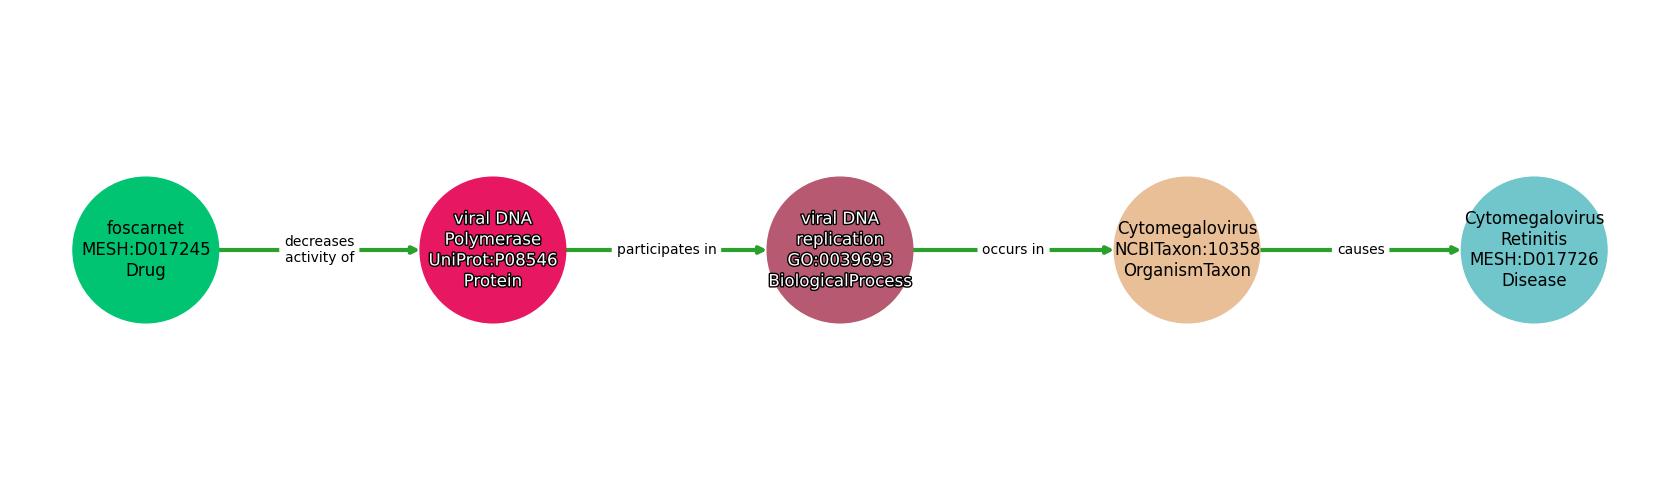 foscarnet
MESH:D017245
Drug
decreases
activity of
viral DNA
Polymerase
UniProt:P08546
Protein
participates in
viral DNA
replication
GO:0039693
BiologicalProcess
occurs in
Cytomegalovirus
NCBITaxon:10358
OrganismTaxon
causes
Cytomegalovirus
Retinitis
MESH:D017726
Disease